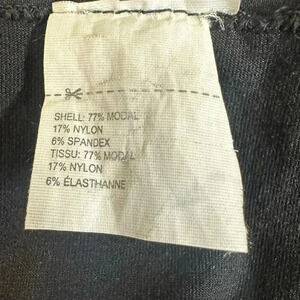 SHELL: 77% MODAL
17% NYLON
6% SPANDEX
TISSU: 77% MODAL
17% NYLON
6% ÉLASTHANNE